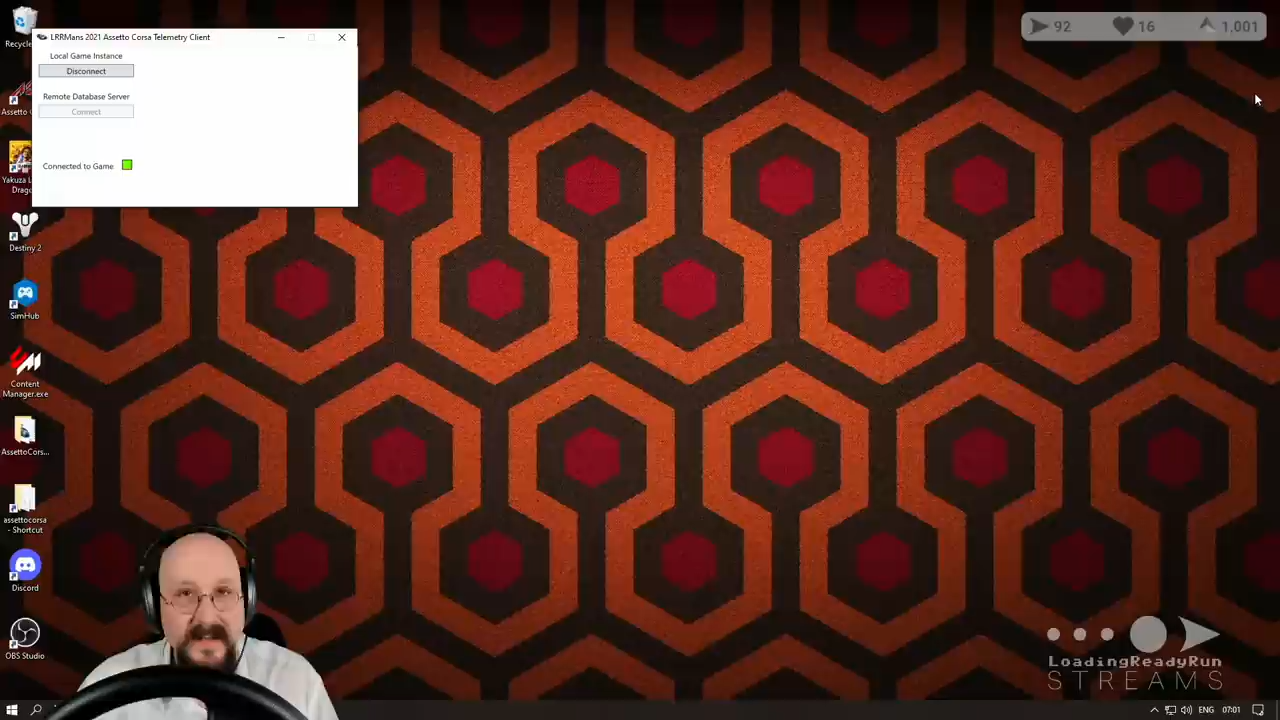 LRRMans 2021 Assetto Corsa Telemetry Client
Local Game Instance
Disconnect
Remote Database Server
Connect
Connected to Game
92
16
1,001
Recycle
Assetto
Yakuza L
Drago
Destiny 2
SimHub
Content
Manager.exe
AssettoCors...
assettocorsa
- Shortcut
Discord
OBS Studio
LoadingReadyRun
STREAMS
ENG
07:01